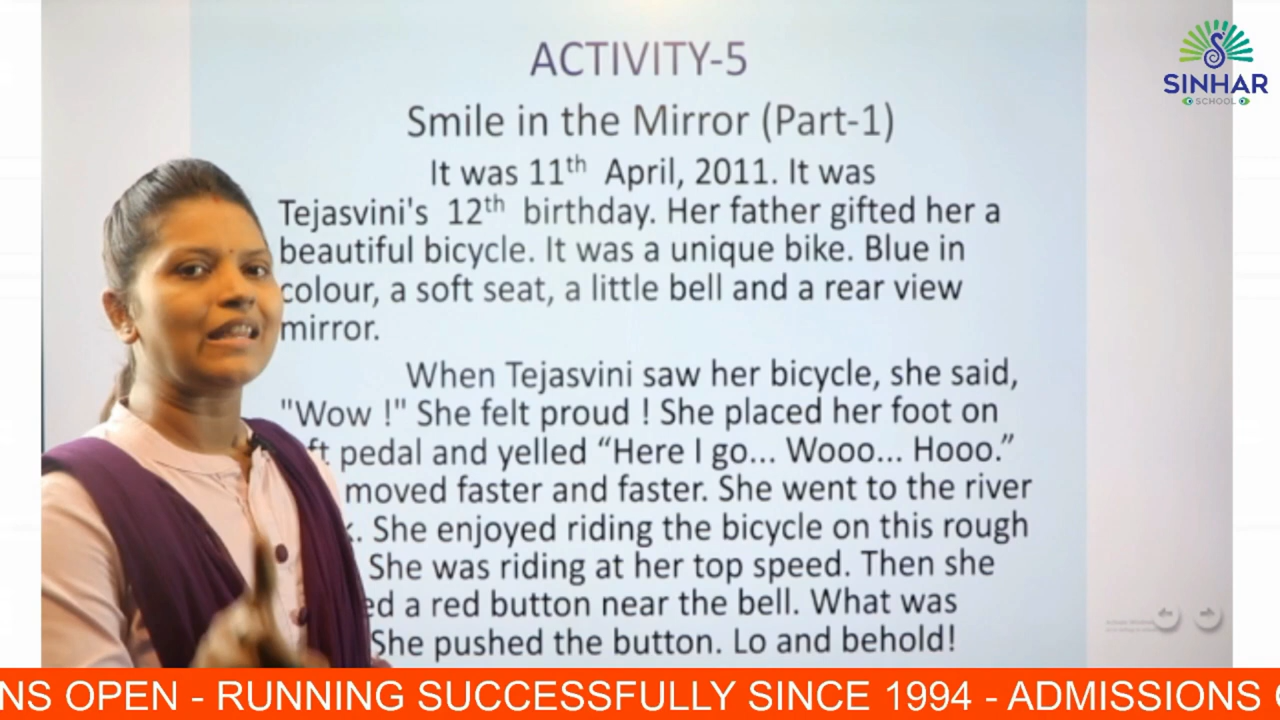 ACTIVITY-5
SINHAR
SCHOOL
Smile in the Mirror (Part-1)
It was 11th April, 2011. It was
Tejasvini's 12th birthday. Her father gifted her a
beautiful bicycle. It was a unique bike. Blue in
colour, a soft seat, a little bell and a rear view
mirror.
When Tejasvini saw her bicycle, she said,
"Wow !" She felt proud ! She placed her foot on
pedal and yelled “Here I go... Wooo... Hooo.”
moved faster and faster. She went to the river
She enjoyed riding the bicycle on this rough
She was riding at her top speed. Then she
a red button near the bell. What was
She pushed the button. Lo and behold!
NS OPEN - RUNNING SUCCESSFULLY SINCE 1994 - ADMISSIONS